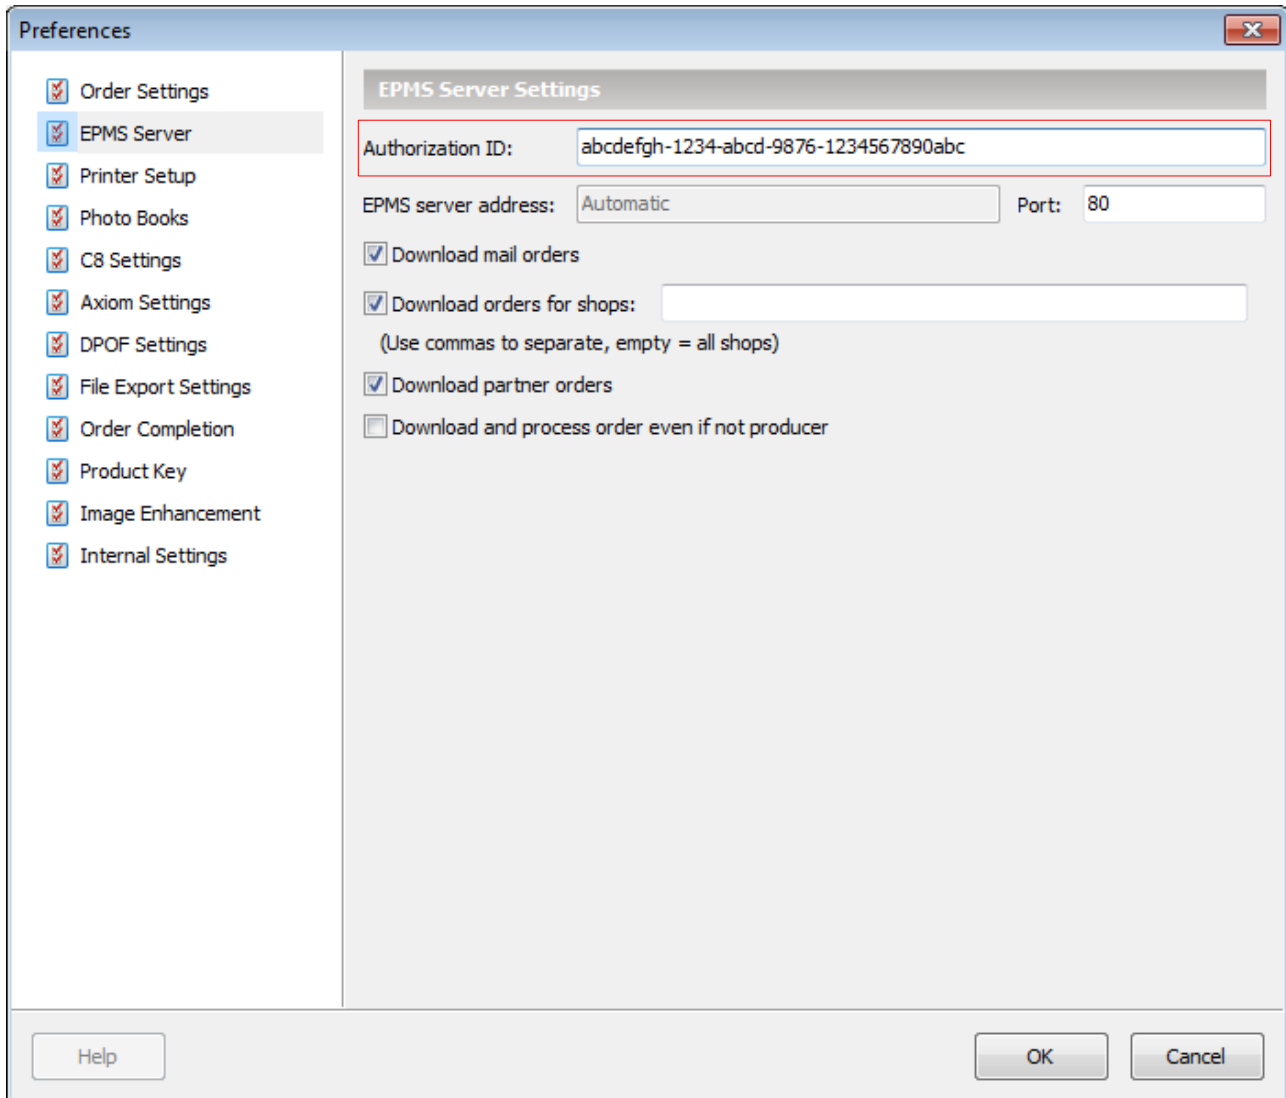 Preferences
Order Settings
EPMS Server
Printer Setup
Photo Books
C8 Settings
Axiom Settings
DPOF Settings
File Export Settings
Order Completion
Product Key
Image Enhancement
Internal Settings
EPMS Server Settings
Authorization ID: abcdefgh-1234-abcd-9876-1234567890abc
EPMS server address: Automatic Port: 80
Download mail orders
Download orders for shops:
(Use commas to separate, empty = all shops)
Download partner orders
Download and process order even if not producer
Help OK Cancel